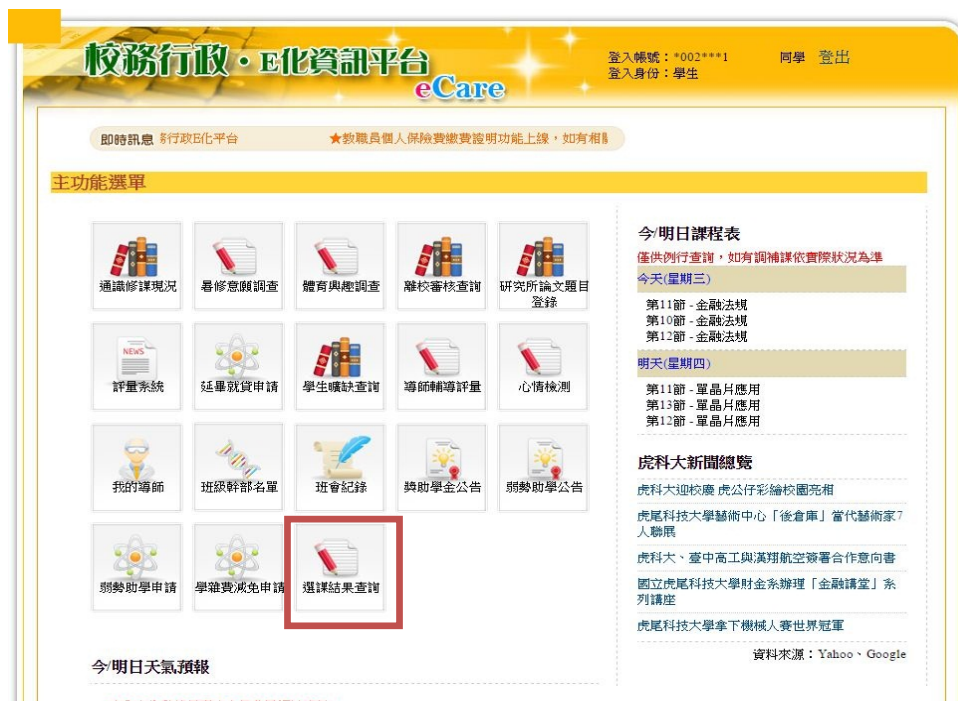 校務行政・E化資訊平台
eCare
登入帳號：*002***1 同學 登出
登入身份：學生
即時訊息 行政E化平台 ★教職員個人保險費繳費證明功能上線，如有相
主功能選單
通識修課現況 暑修意願調查 體育興趣調查 離校審核查詢 研究所論文題目
登錄
NEWS
評量系統 延畢就貸申請 學生曠缺查詢 導師輔導評量 心情檢測
我的導師 班級幹部名單 班會紀錄 獎助學金公告 弱勢助學公告
弱勢助學申請 學雜費減免申請 選課結果查詢
今/明日天氣預報
今/明日課程表
僅供例行查詢，如有調補課依實際狀況為準
今天(星期三)
第11節 - 金融法規
第10節 - 金融法規
第12節 - 金融法規
明天(星期四)
第11節 - 單晶片應用
第13節 - 單晶片應用
第12節 - 單晶片應用
虎科大新聞總覽
虎科大迎校慶 虎公仔彩繪校園亮相
虎尾科技大學藝術中心「後倉庫」當代藝術家7
人聯展
虎科大、臺中高工與漢翔航空簽署合作意向書
國立虎尾科技大學財金系辦理「金融講堂」系
列講座
虎尾科技大學拿下機械人賽世界冠軍
資料來源：Yahoo、Google